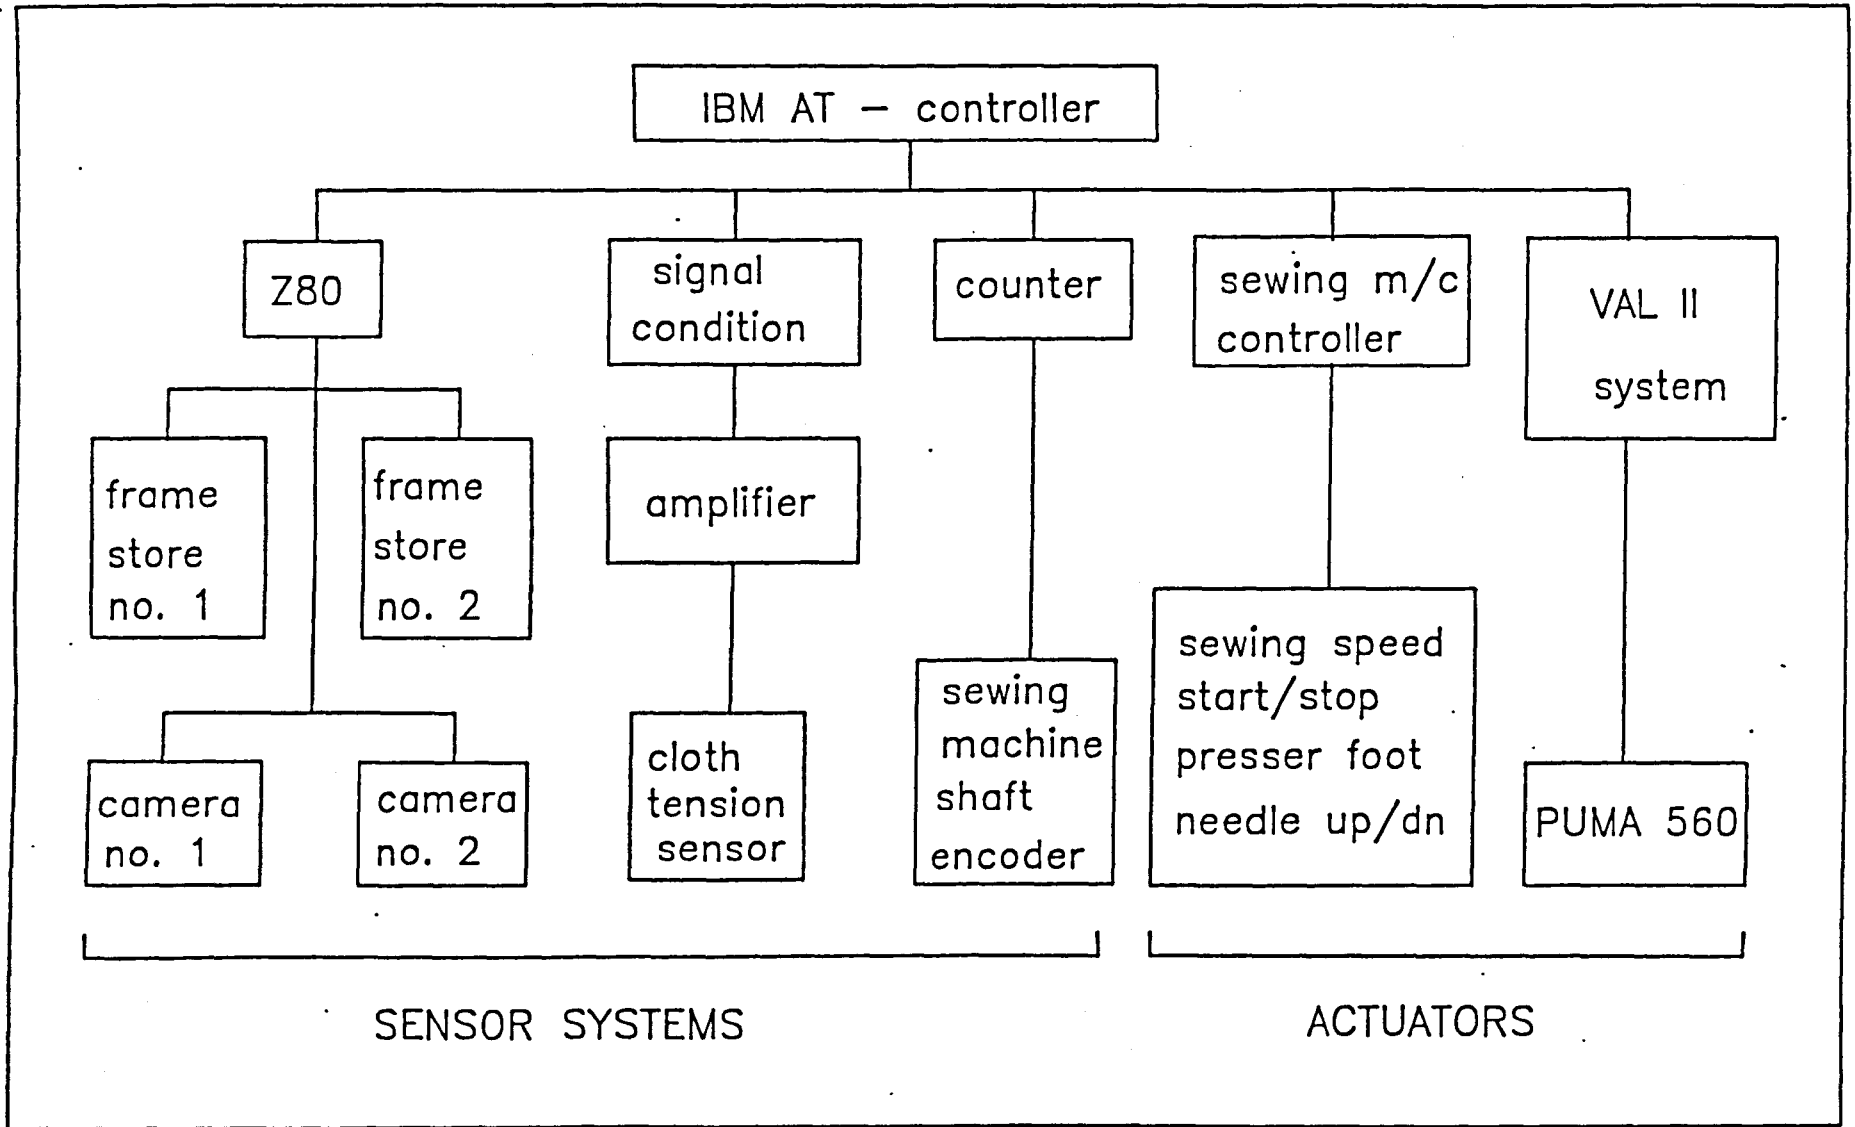 IBM AT – controller
Z80
signal
condition
counter
sewing m/c
controller
VAL II
system
frame
store
no. 1
frame
store
no. 2
amplifier
camera
no. 1
camera
no. 2
cloth
tension
sensor
sewing
machine
shaft
encoder
sewing speed
start/stop
presser foot
needle up/dn
PUMA 560
SENSOR SYSTEMS
ACTUATORS